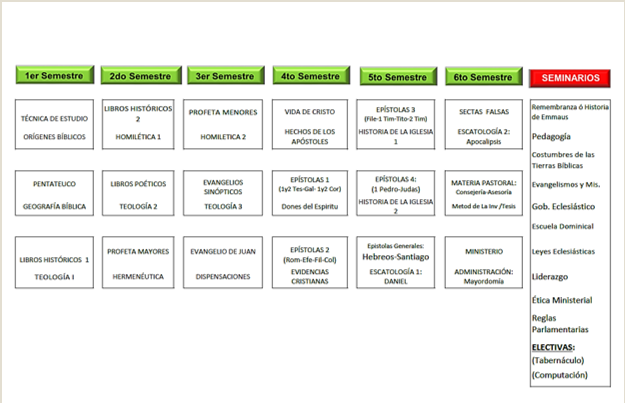 1er Semestre
2do Semestre
3er Semestre
4to Semestre
5to Semestre
6to Semestre
SEMINARIOS
TÉCNICA DE ESTUDIO
ORÍGENES BÍBLICOS
LIBROS HISTÓRICOS
2
HOMILÉTICA 1
PROFETA MENORES
HOMILETICA 2
VIDA DE CRISTO
HECHOS DE LOS
APÓSTOLES
EPÍSTOLAS 3
(File-1 Tim-Tito-2 Tim)
HISTORIA DE LA IGLESIA
1
SECTAS FALSAS
ESCATOLOGÍA 2:
Apocalipsis
PENTATEUCO
GEOGRAFÍA BÍBLICA
LIBROS POÉTICOS
TEOLOGÍA 2
EVANGELIOS
SINÓPTICOS
TEOLOGÍA 3
EPÍSTOLAS 1
(1y2 Tes-Gal- 1y2 Cor)
Dones del Espíritu
EPÍSTOLAS 4:
(1 Pedro-Judas)
HISTORIA DE LA IGLESIA
2
MATERIA PASTORAL:
Consejería-Asesoría
Metod de La Inv /Tesis
LIBROS HISTÓRICOS 1
TEOLOGÍA I
PROFETA MAYORES
HERMENÉUTICA
EVANGELIO DE JUAN
DISPENSACIONES
EPÍSTOLAS 2
(Rom-Efe-Fil-Col)
EVIDENCIAS
CRISTIANAS
Epistolas Generales:
Hebreos-Santiago
ESCATOLOGÍA 1:
DANIEL
MINISTERIO
ADMINISTRACIÓN:
Mayordomía
Remembranza ó Historia
de Emmaus
Pedagogía
Costumbres de las
Tierras Bíblicas
Evangelismos y Mis.
Gob. Eclesiástico
Escuela Dominical
Leyes Eclesiásticas
Liderazgo
Ética Ministerial
Reglas
Parlamentarias
ELECTIVAS:
(Tabernáculo)
(Computación)